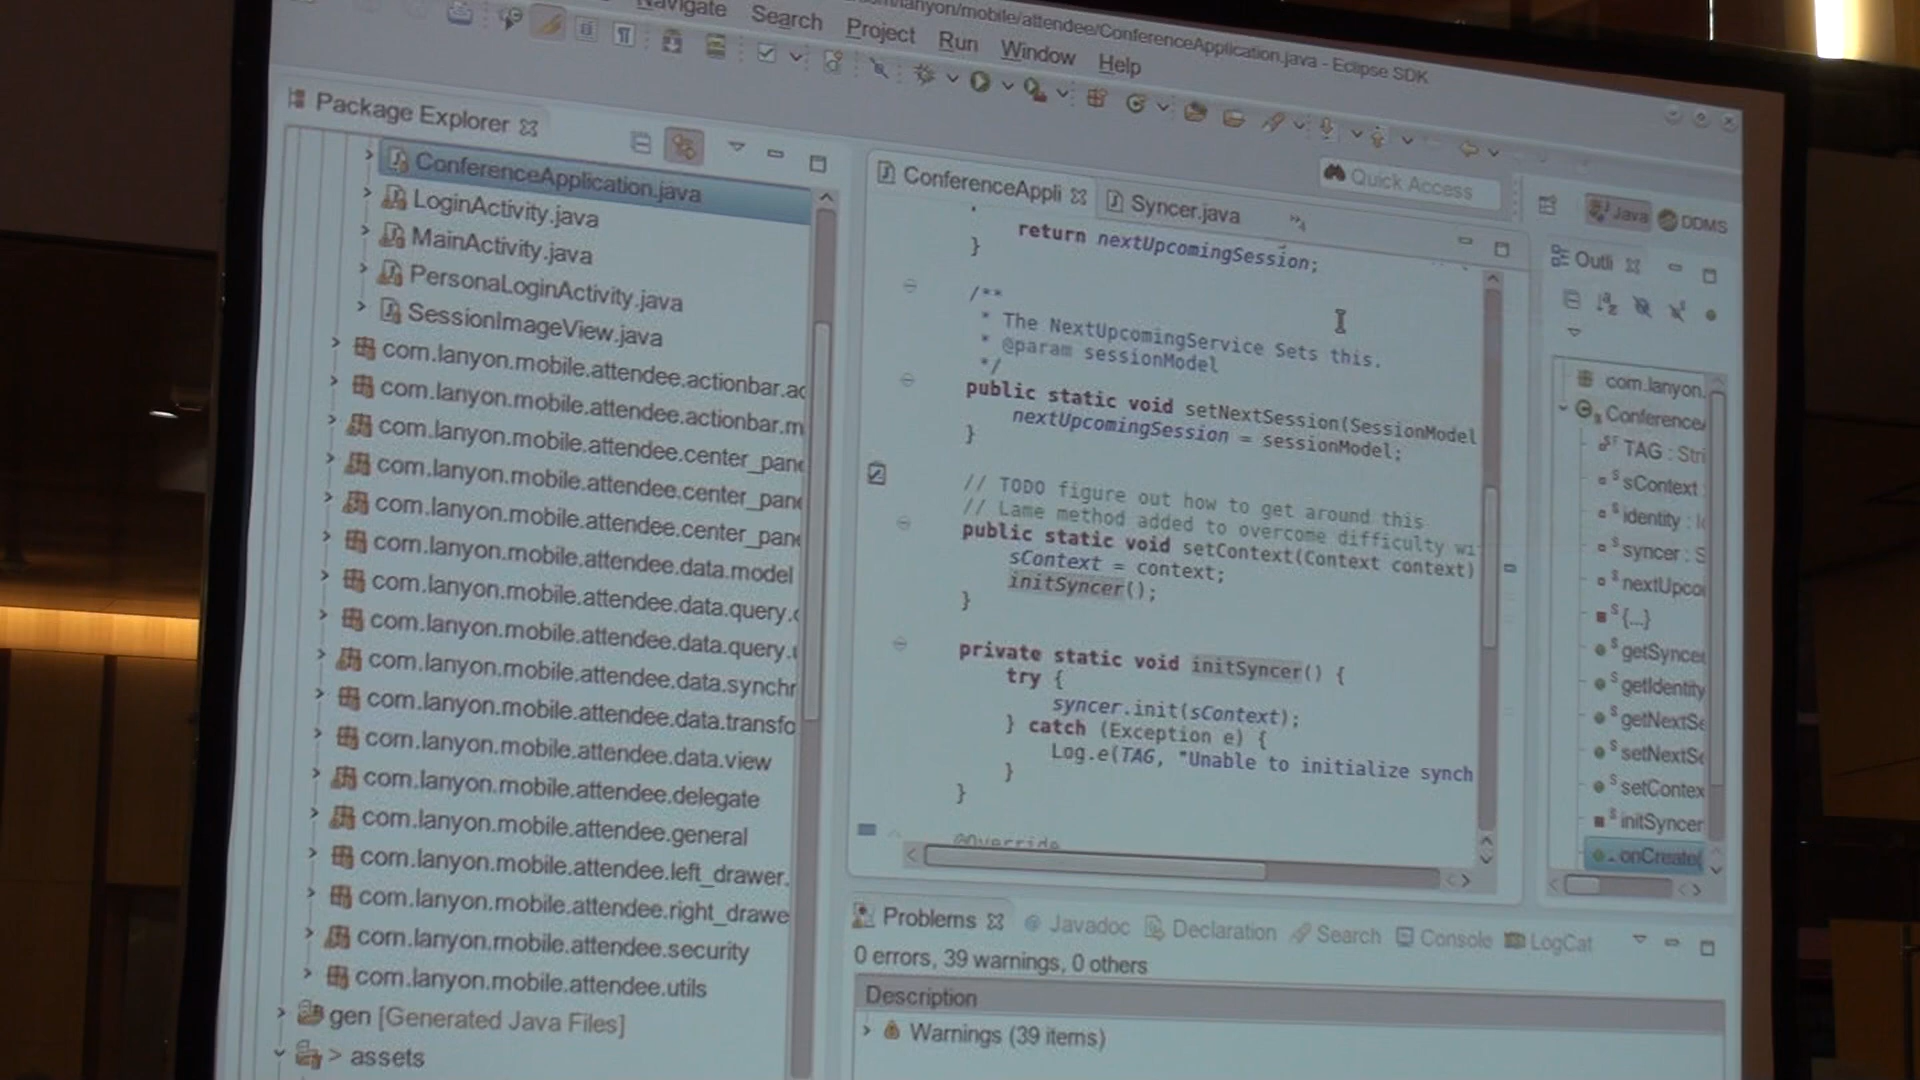 /lanyon/mobile/attendee/ConferenceApplication.java - Eclipse SDK
Navigate Search Project Run Window Help
Quick Access
Java
DDMS
Package Explorer
ConferenceApplication.java
LoginActivity.java
MainActivity.java
PersonaLoginActivity.java
SessionImageView.java
com.lanyon.mobile.attendee.actionbar.ac
com.lanyon.mobile.attendee.actionbar.m
com.lanyon.mobile.attendee.center_pane
com.lanyon.mobile.attendee.center_pane
com.lanyon.mobile.attendee.center_pane
com.lanyon.mobile.attendee.data.model
com.lanyon.mobile.attendee.data.query.
com.lanyon.mobile.attendee.data.query.
com.lanyon.mobile.attendee.data.synchr
com.lanyon.mobile.attendee.data.transfo
com.lanyon.mobile.attendee.data.view
com.lanyon.mobile.attendee.delegate
com.lanyon.mobile.attendee.general
com.lanyon.mobile.attendee.left_drawer.
com.lanyon.mobile.attendee.right_drawe
com.lanyon.mobile.attendee.security
com.lanyon.mobile.attendee.utils
gen [Generated Java Files]
> assets
ConferenceAppli
Syncer.java
return nextUpcomingSession;
}
/**
* The NextUpcomingService Sets this.
* @param sessionModel
*/
public static void setNextSession(SessionModel
nextUpcomingSession = sessionModel;
}
// TODO figure out how to get around this
// Lame method added to overcome difficulty wi
public static void setContext(Context context)
sContext = context;
initSyncer();
}
private static void initSyncer() {
try {
syncer.init(sContext);
} catch (Exception e) {
Log.e(TAG, "Unable to initialize synch
}
}
@Override
Outli
com.lanyon.
Conference
TAG : Stri
sContext :
identity : I
syncer : S
nextUpco
{...}
getSyncer
getIdentity
getNextSe
setNextSe
setContex
initSyncer
onCreate(
Problems Javadoc Declaration Search Console LogCat
0 errors, 39 warnings, 0 others
Description
Warnings (39 items)